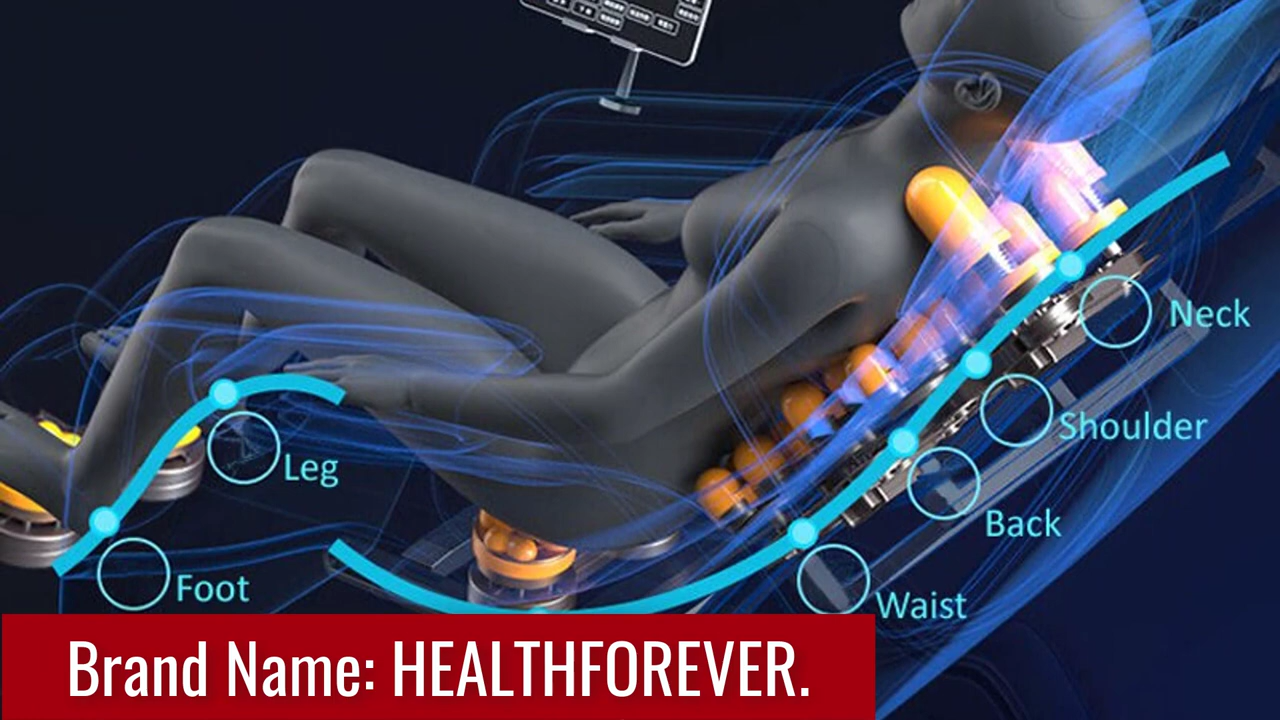 Neck
Shoulder
Leg
Back
Foot
Waist
Brand Name: HEALTHFOREVER.